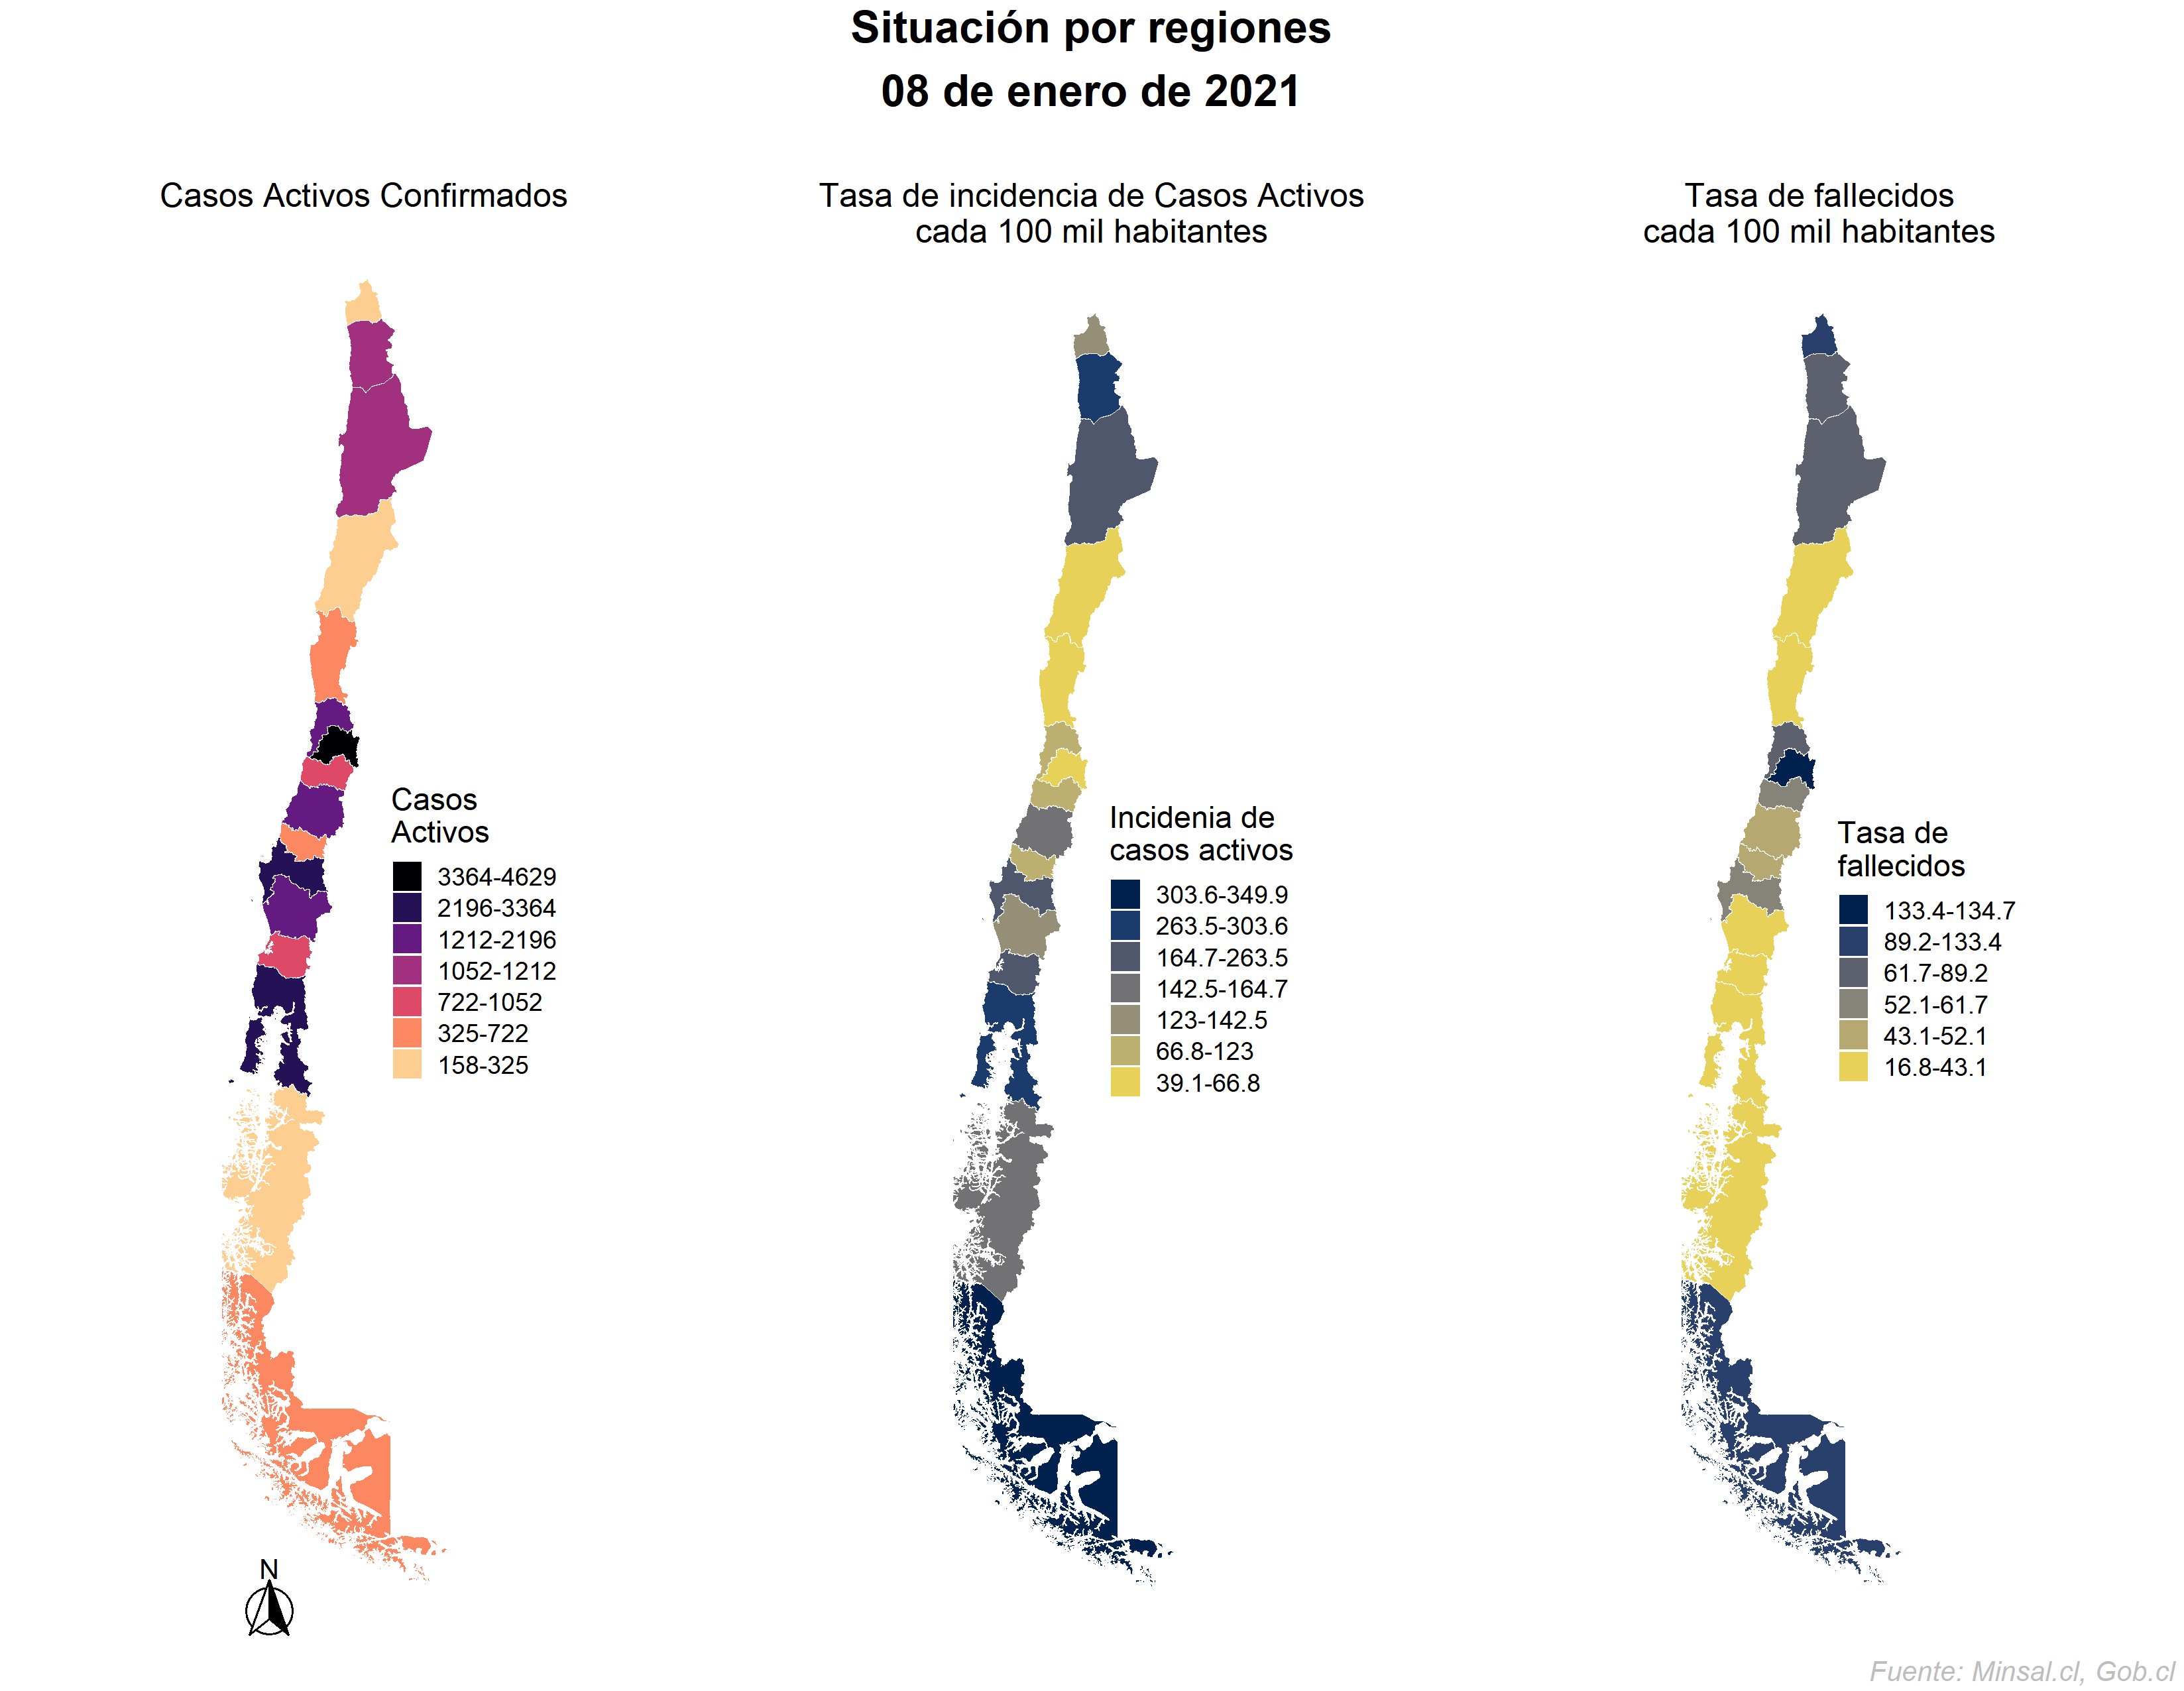 Situación por regiones
08 de enero de 2021
Casos Activos Confirmados
Tasa de incidencia de Casos Activos
cada 100 mil habitantes
Tasa de fallecidos
cada 100 mil habitantes
Casos
Activos
3364-4629
2196-3364
1212-2196
1052-1212
722-1052
325-722
158-325
Incidenia de
casos activos
303.6-349.9
263.5-303.6
164.7-263.5
142.5-164.7
123-142.5
66.8-123
39.1-66.8
Tasa de
fallecidos
133.4-134.7
89.2-133.4
61.7-89.2
52.1-61.7
43.1-52.1
16.8-43.1
N
Fuente: Minsal.cl, Gob.cl